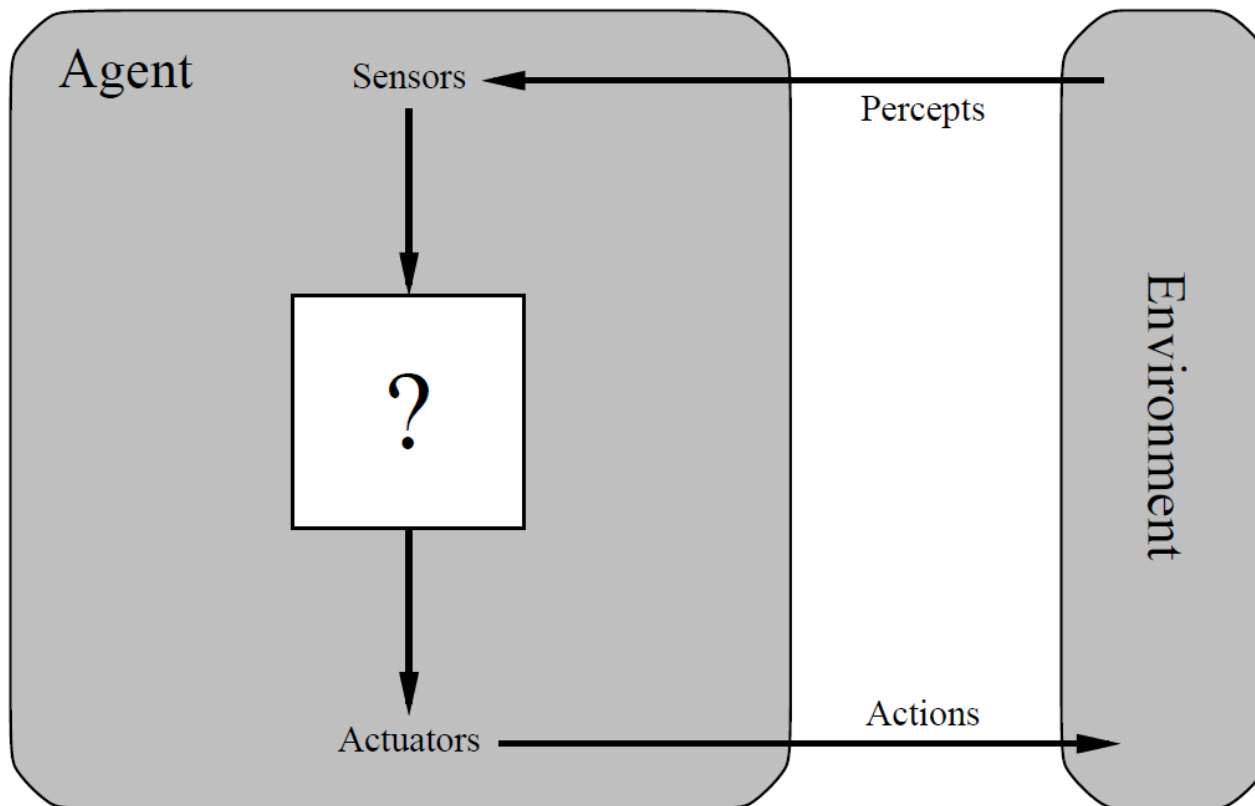 Agent
Sensors
Percepts
?
Environment
Actions
Actuators